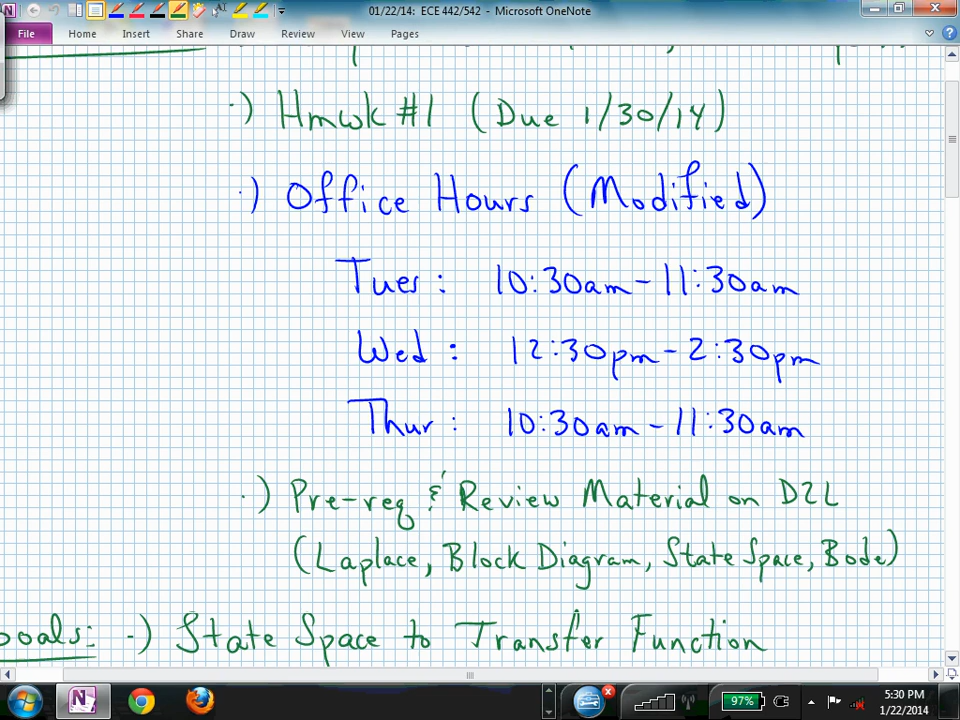 01/22/14: ECE 442/542 - Microsoft OneNote
File Home Insert Share Draw Review View Pages
·) Hmwk #1 (Due 1/30/14)
·) Office Hours (Modified)
Tues: 10:30am-11:30am
Wed: 12:30pm-2:30pm
Thur: 10:30am-11:30am
·) Pre-req & Review Material on D2L
(Laplace, Block Diagram, State Space, Bode)
Goals: ·) State Space to Transfer Function
97%
5:30 PM
1/22/2014